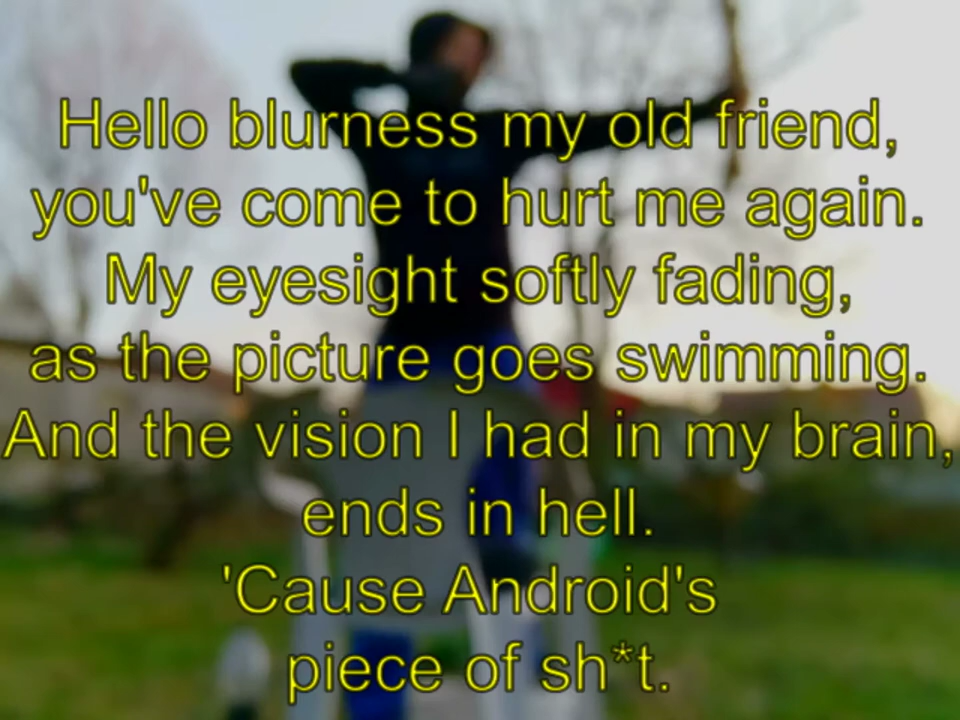 Hello blurness my old friend,
you've come to hurt me again.
My eyesight softly fading,
as the picture goes swimming.
And the vision I had in my brain,
ends in hell.
'Cause Android's
piece of sh*t.